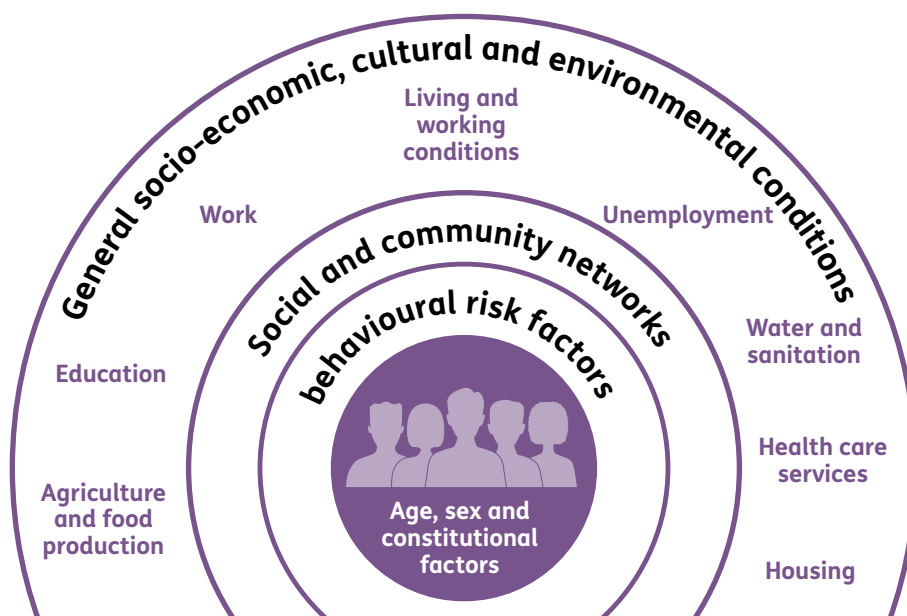 General socio-economic, cultural and environmental conditions
Living and
working
conditions
Work
Unemployment
Social and community networks
behavioural risk factors
Water and
sanitation
Education
Health care
services
Agriculture
and food
production
Age, sex and
constitutional
factors
Housing